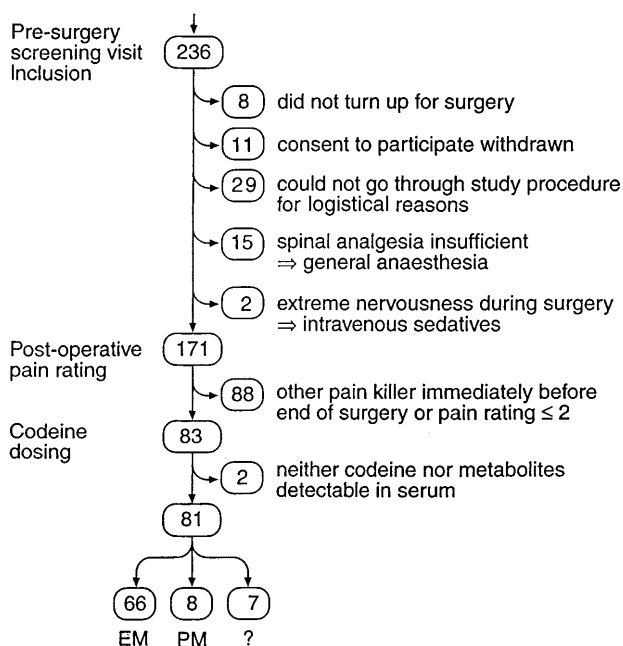 Pre-surgery
screening visit
Inclusion
236
8 did not turn up for surgery
11 consent to participate withdrawn
29 could not go through study procedure
for logistical reasons
15 spinal analgesia insufficient
⇒ general anaesthesia
2 extreme nervousness during surgery
⇒ intravenous sedatives
Post-operative
pain rating
171
88 other pain killer immediately before
end of surgery or pain rating ≤ 2
Codeine
dosing
83
2 neither codeine nor metabolites
detectable in serum
81
66 8 7
EM PM ?